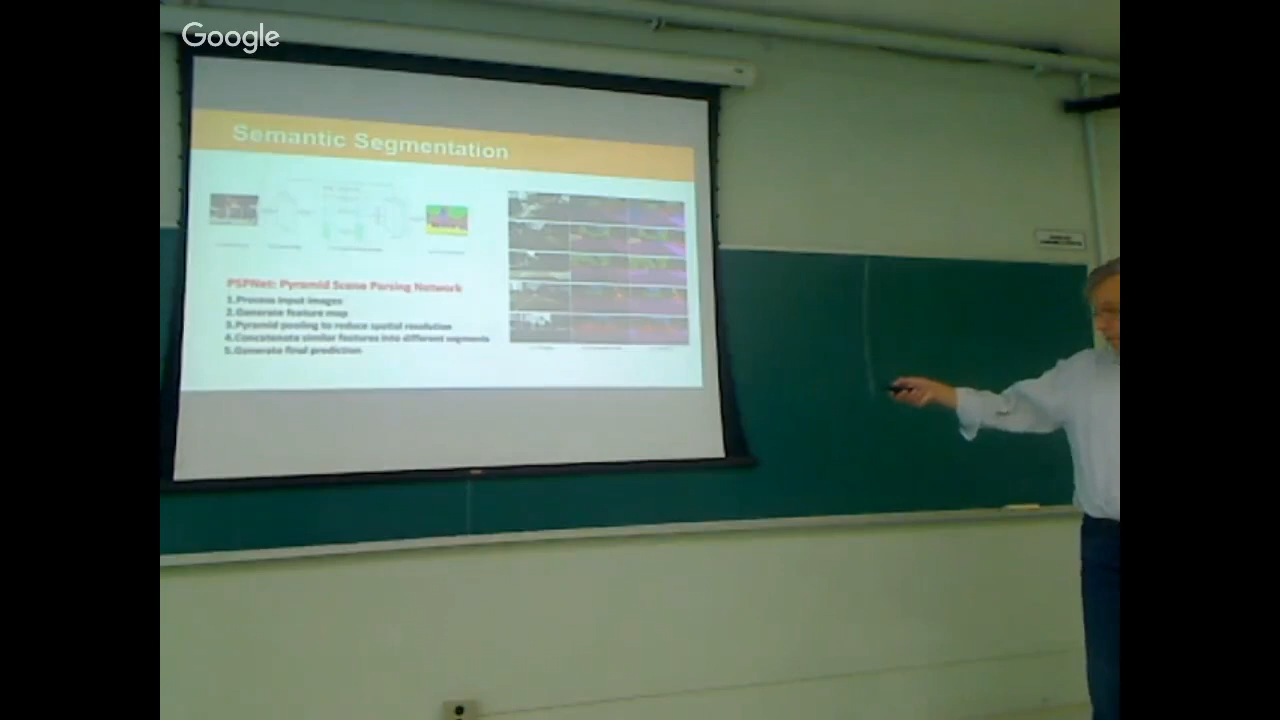 Google
Semantic Segmentation
PSPNet: Pyramid Scene Parsing Network
1.Process input images
2.Generate feature map
3.Pyramid pooling to reduce spatial resolution
4.Concatenate similar features into different segments
5.Generate final prediction